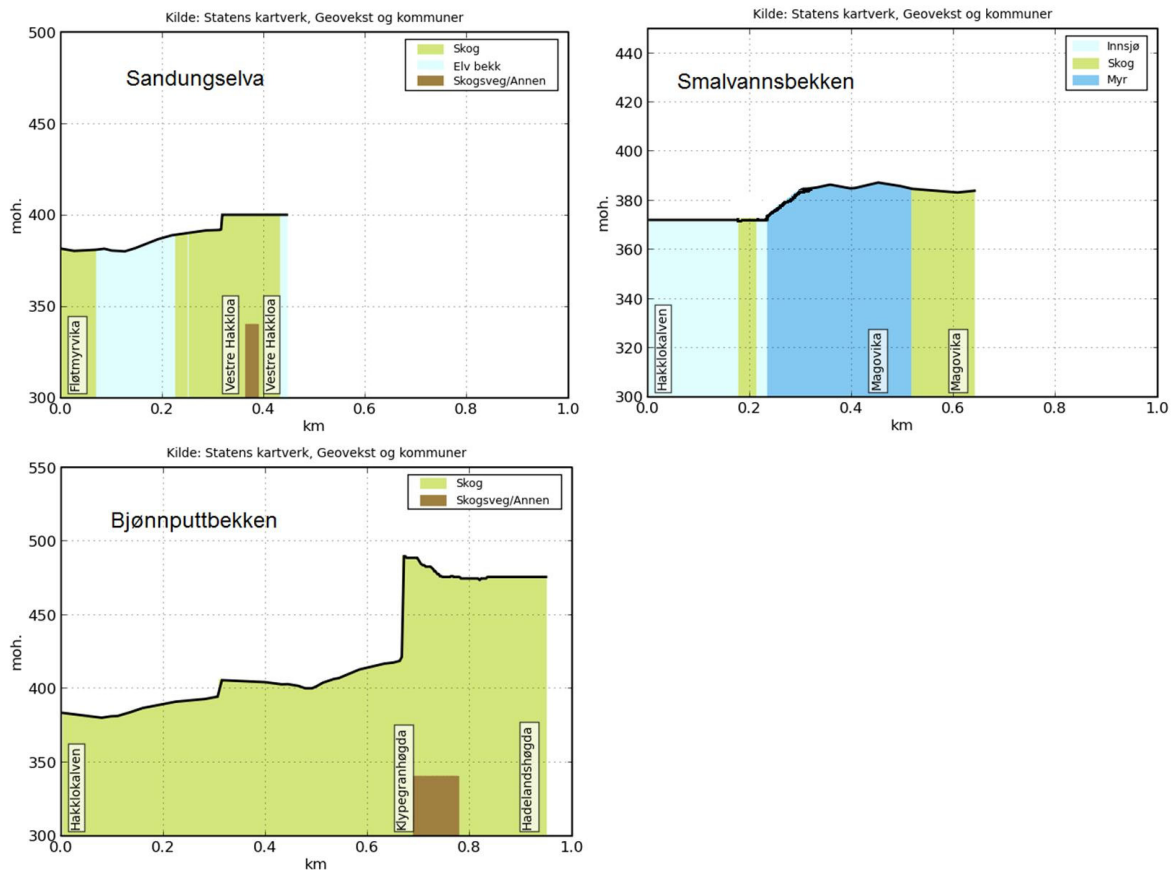 Kilde: Statens kartverk, Geovekst og kommuner
500
450
400
350
300
moh.
Sandungselva
Skog
Elv bekk
Skogsveg/Annen
Fløtmyrvika
Vestre Hakkloa
Vestre Hakkloa
0.0 0.2 0.4 0.6 0.8 1.0
km
Kilde: Statens kartverk, Geovekst og kommuner
440
420
400
380
360
340
320
300
moh.
Smalvannsbekken
Innsjø
Skog
Myr
Hakklokalven
Magovika
Magovika
0.0 0.2 0.4 0.6 0.8 1.0
km
Kilde: Statens kartverk, Geovekst og kommuner
550
500
450
400
350
300
moh.
Bjønnputtbekken
Skog
Skogsveg/Annen
Hakklokalven
Klypegranhøgda
Hadelandshøgda
0.0 0.2 0.4 0.6 0.8 1.0
km